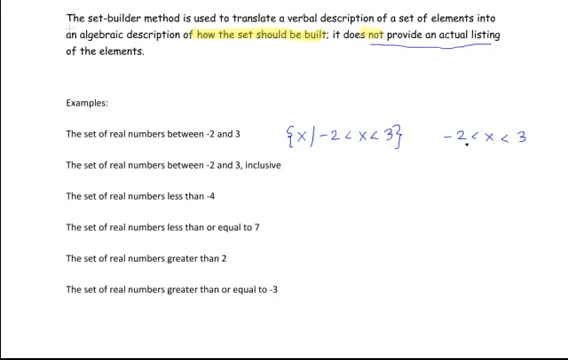 The set-builder method is used to translate a verbal description of a set of elements into
an algebraic description of how the set should be built; it does not provide an actual listing
of the elements.
Examples:
The set of real numbers between -2 and 3 {x|-2 < x < 3} -2 < x < 3
The set of real numbers between -2 and 3, inclusive
The set of real numbers less than -4
The set of real numbers less than or equal to 7
The set of real numbers greater than 2
The set of real numbers greater than or equal to -3